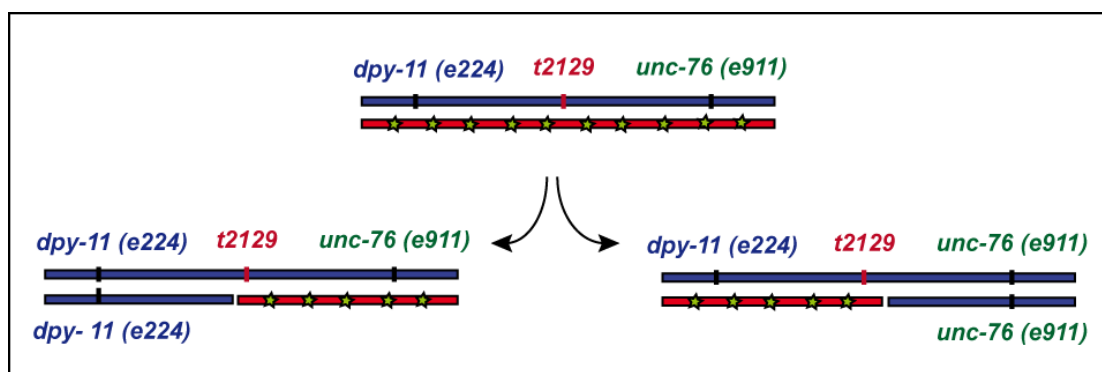 dpy-11 (e224) t2129 unc-76 (e911)
dpy-11 (e224) t2129 unc-76 (e911)
dpy- 11 (e224)
dpy-11 (e224) t2129 unc-76 (e911)
unc-76 (e911)